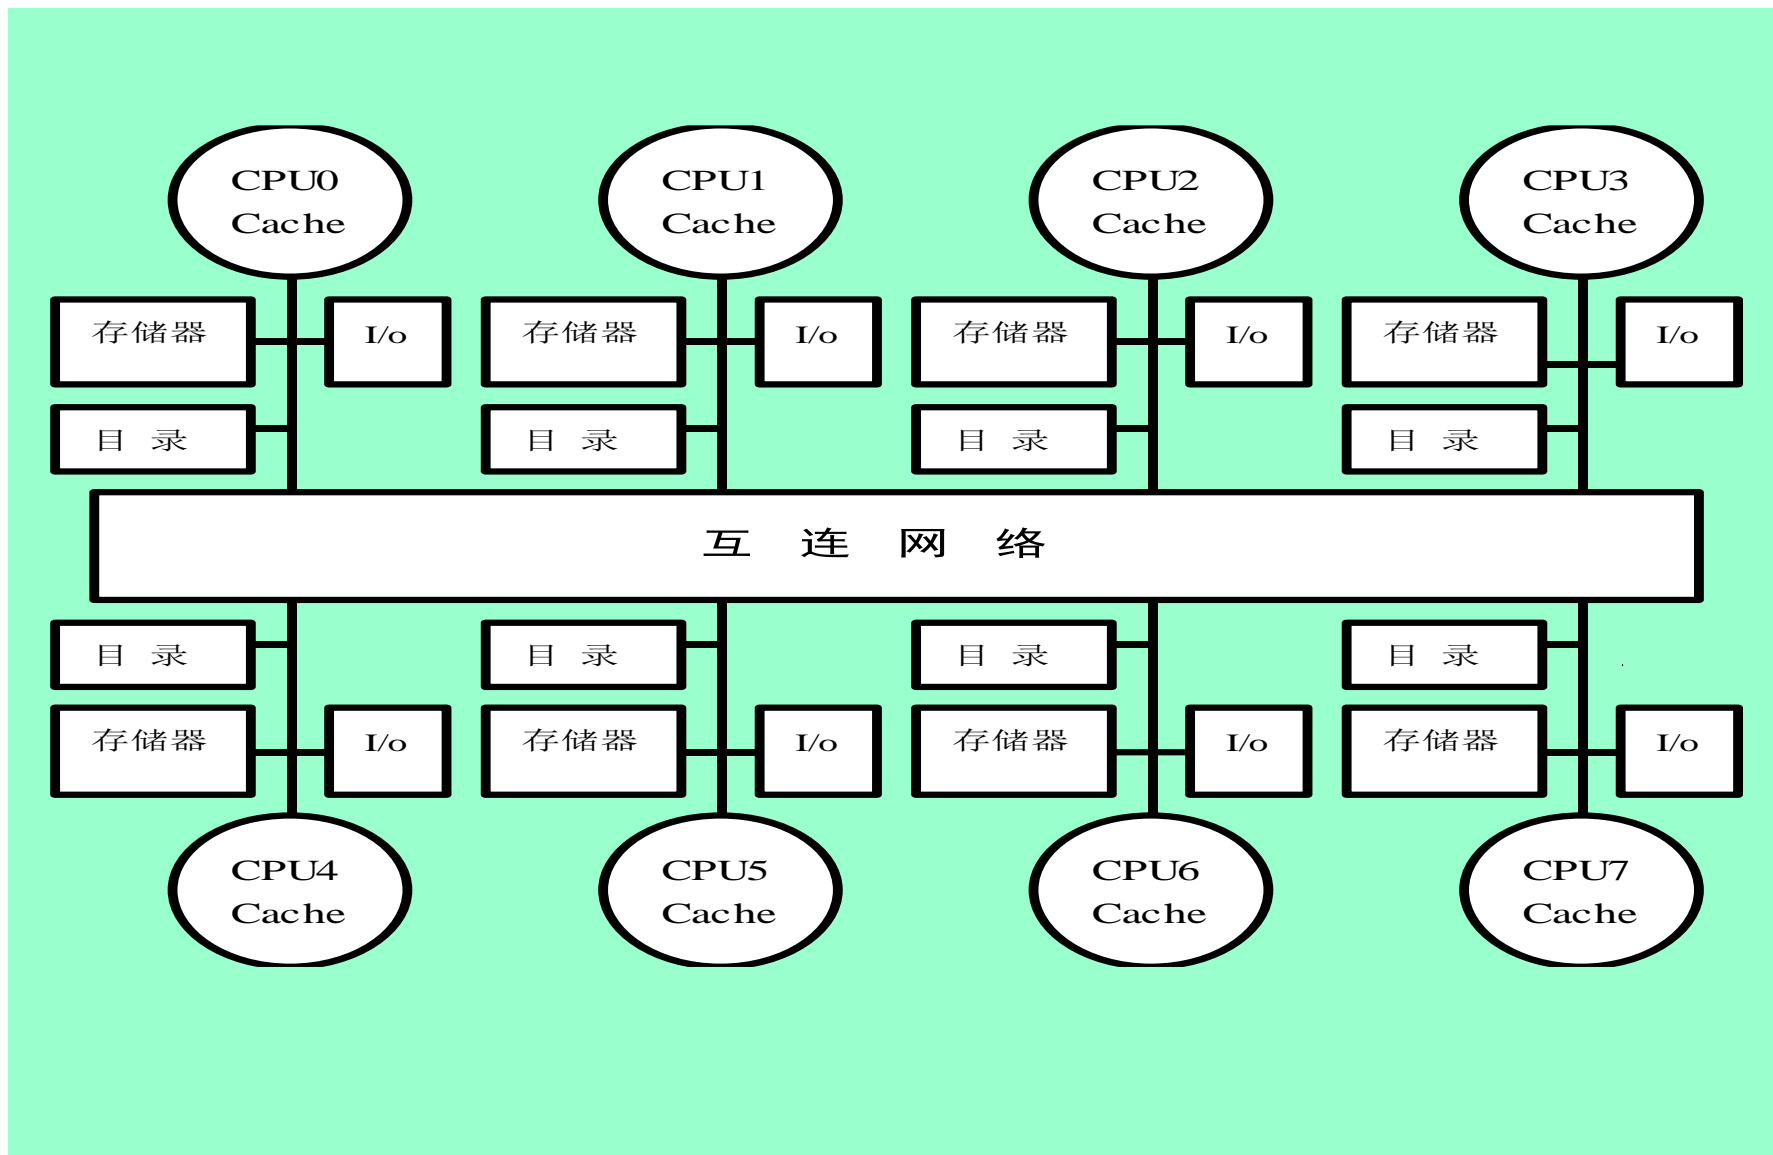 CPU0
Cache
CPU1
Cache
CPU2
Cache
CPU3
Cache
存储器
I/o
存储器
I/o
存储器
I/o
存储器
I/o
目 录
目 录
目 录
目 录
互 连 网 络
目 录
目 录
目 录
目 录
存储器
I/o
存储器
I/o
存储器
I/o
存储器
I/o
CPU4
Cache
CPU5
Cache
CPU6
Cache
CPU7
Cache